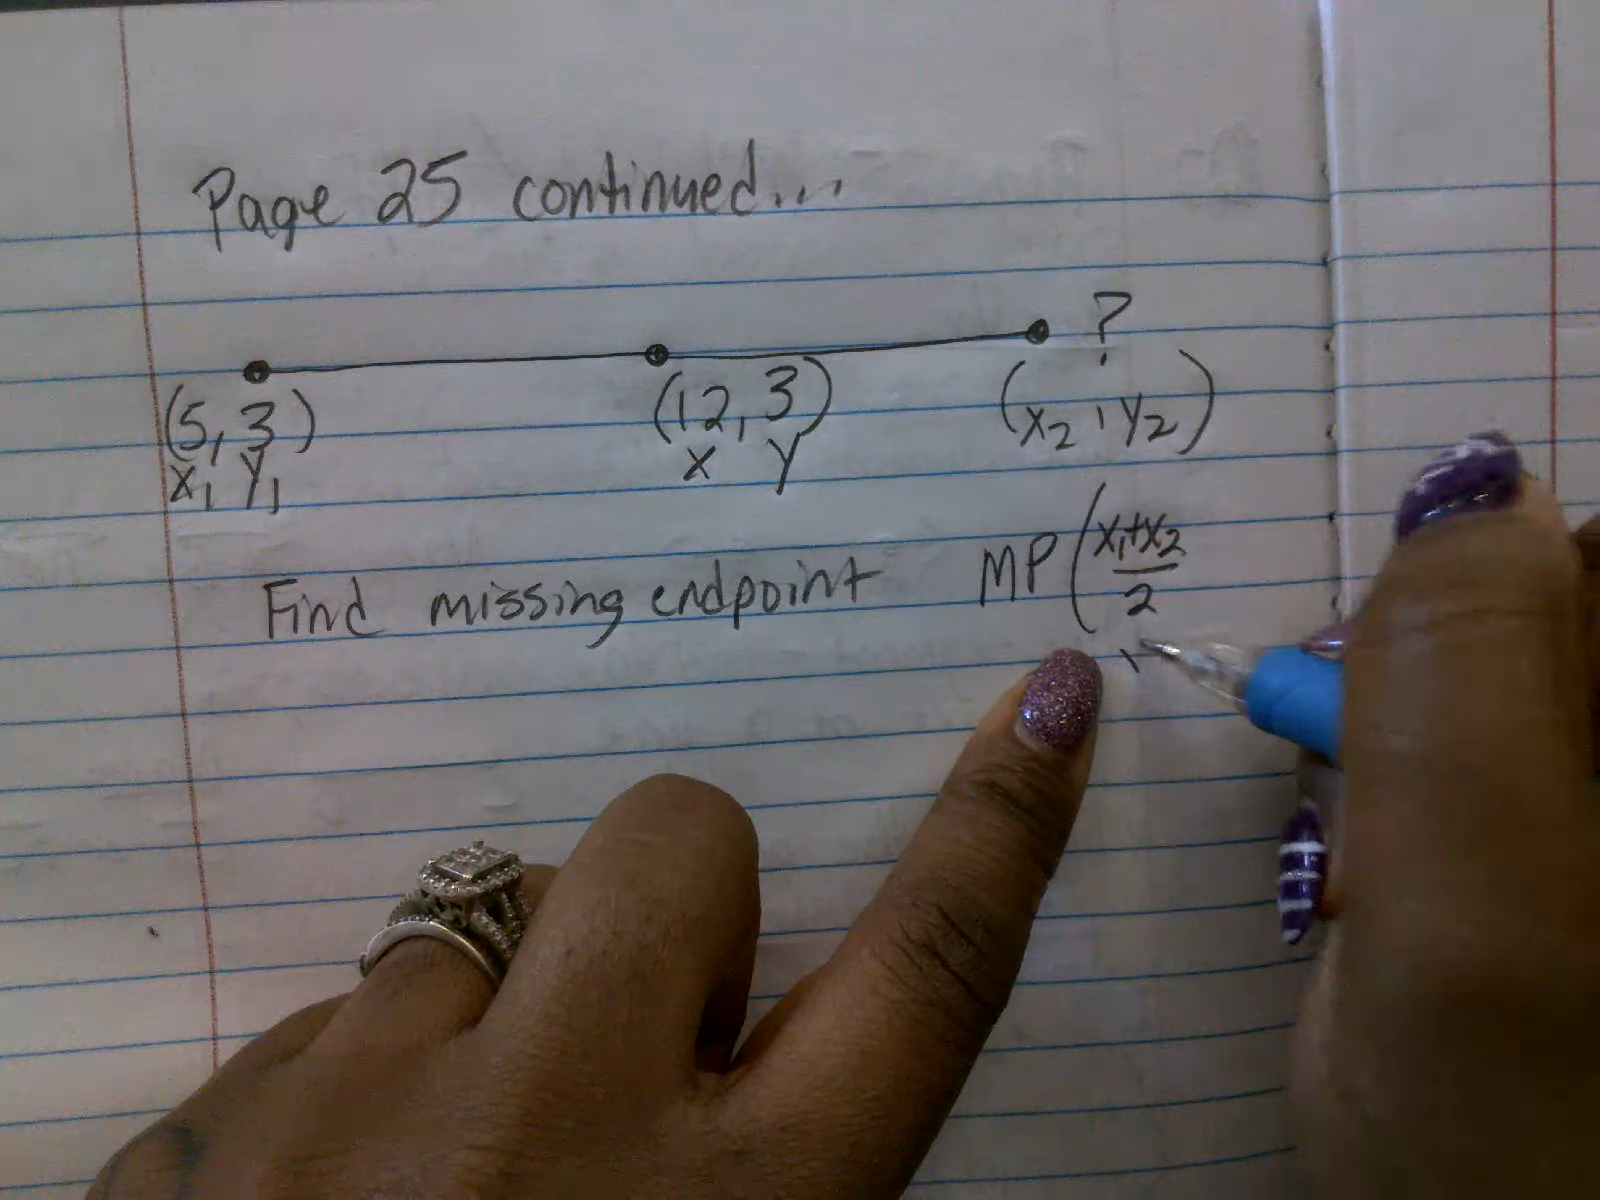 Page 25 continued...
?
(5, 3) (12, 3) (x₂, y₂)
x₁ y₁ x y
Find missing endpoint MP (x₁+x₂
2